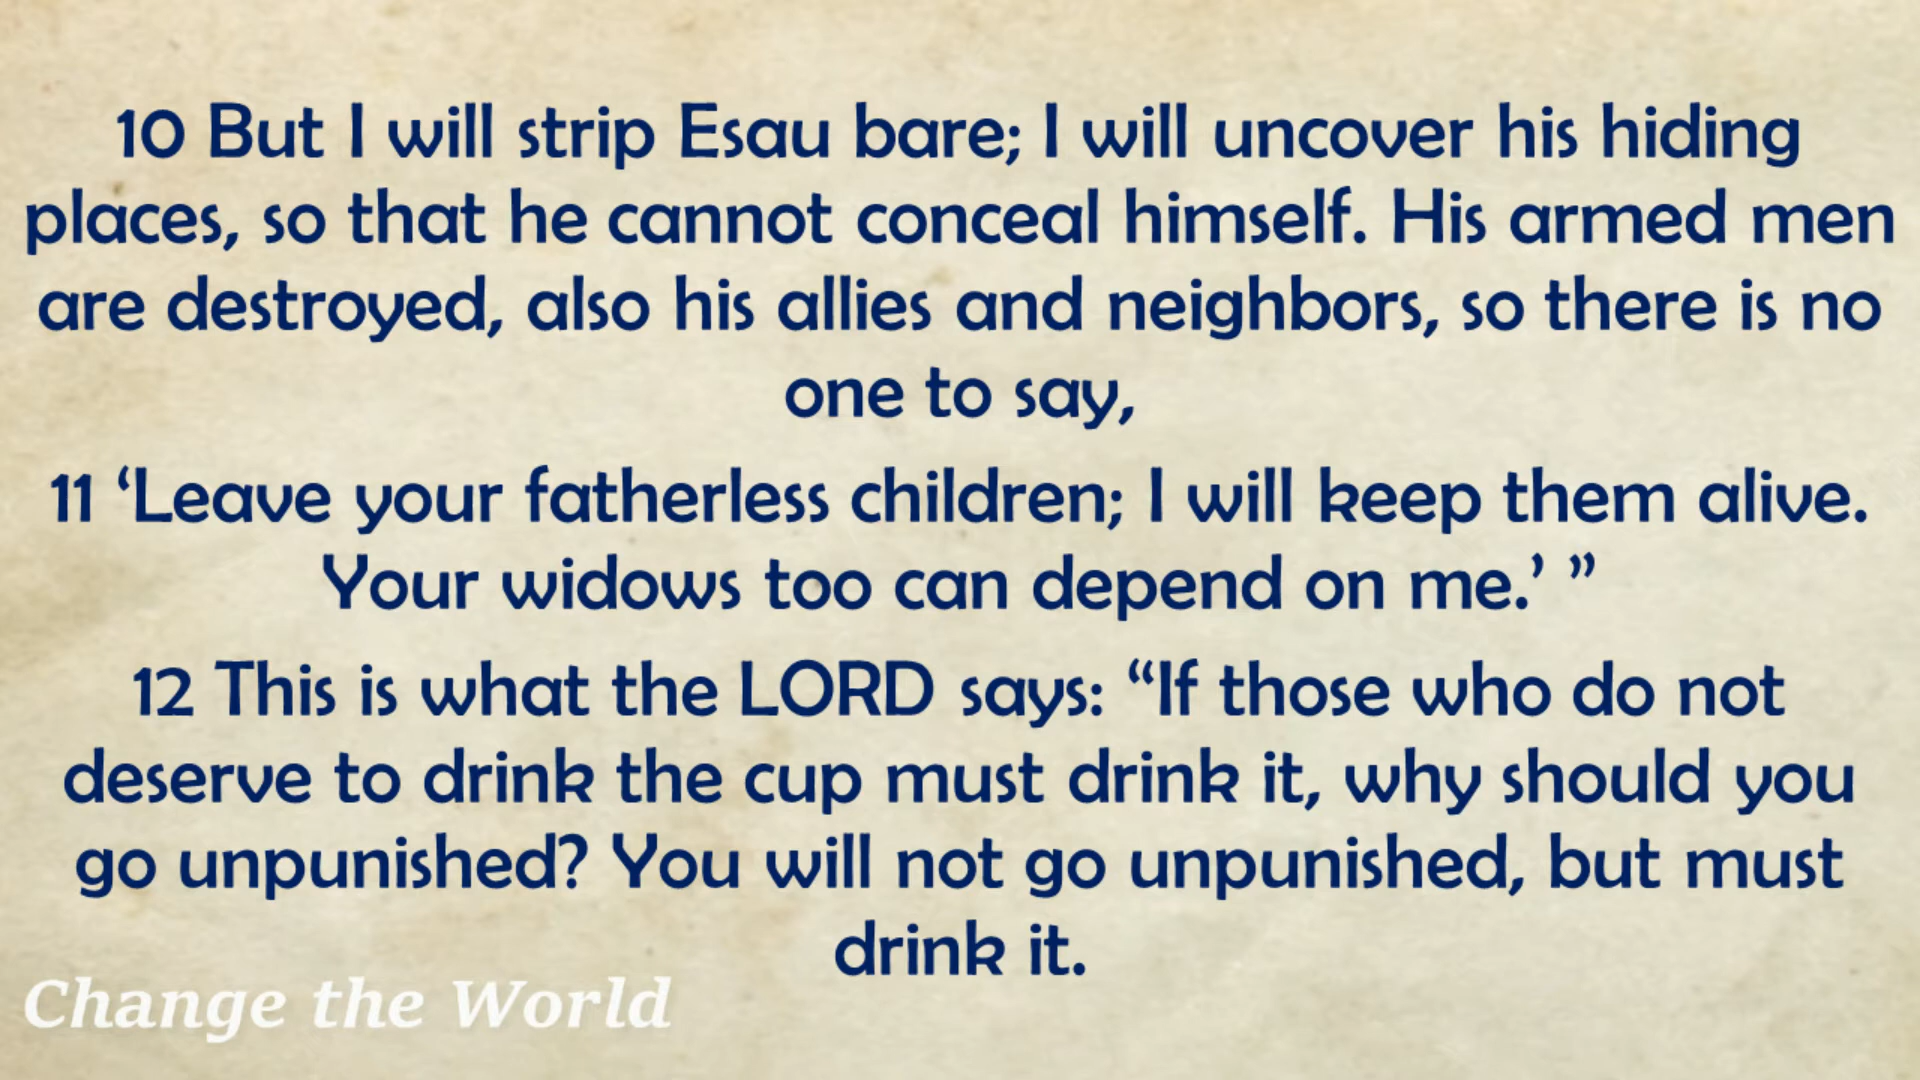 10 But I will strip Esau bare; I will uncover his hiding
places, so that he cannot conceal himself. His armed men
are destroyed, also his allies and neighbors, so there is no
one to say,
11 ‘Leave your fatherless children; I will keep them alive.
Your widows too can depend on me.’ ”
12 This is what the LORD says: “If those who do not
deserve to drink the cup must drink it, why should you
go unpunished? You will not go unpunished, but must
drink it.
Change the World